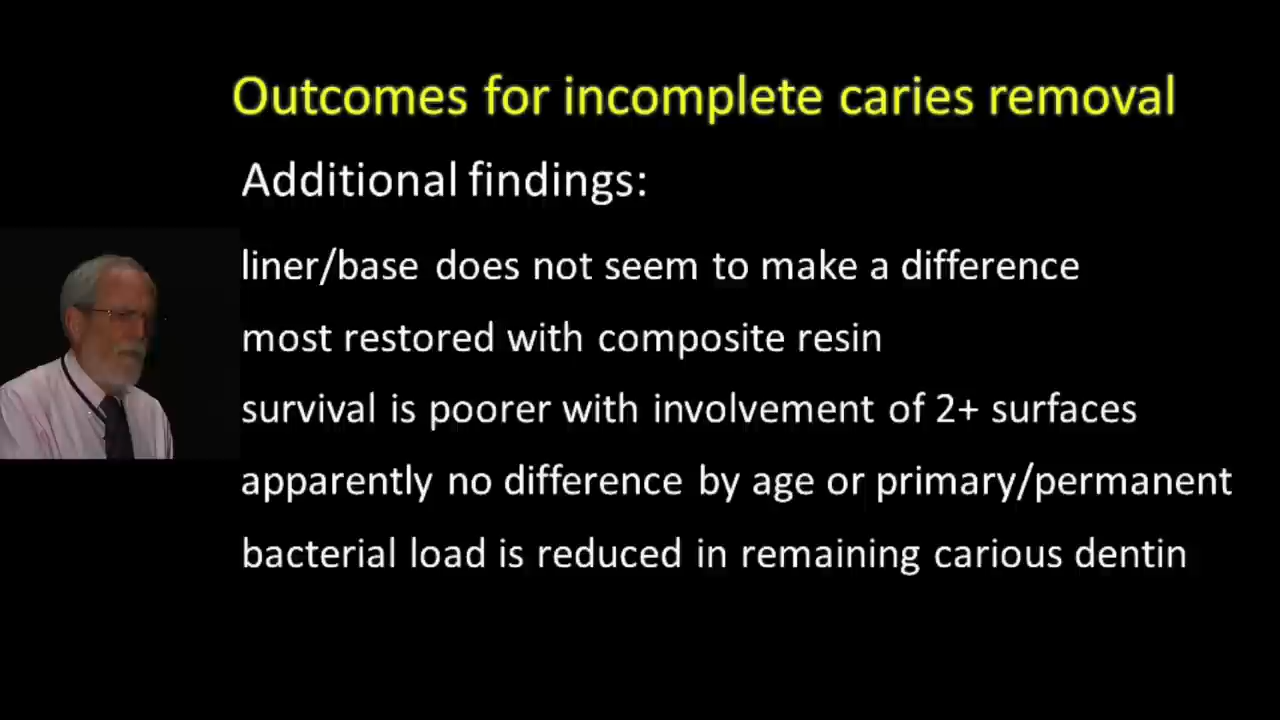 Outcomes for incomplete caries removal
Additional findings:
liner/base does not seem to make a difference
most restored with composite resin
survival is poorer with involvement of 2+ surfaces
apparently no difference by age or primary/permanent
bacterial load is reduced in remaining carious dentin